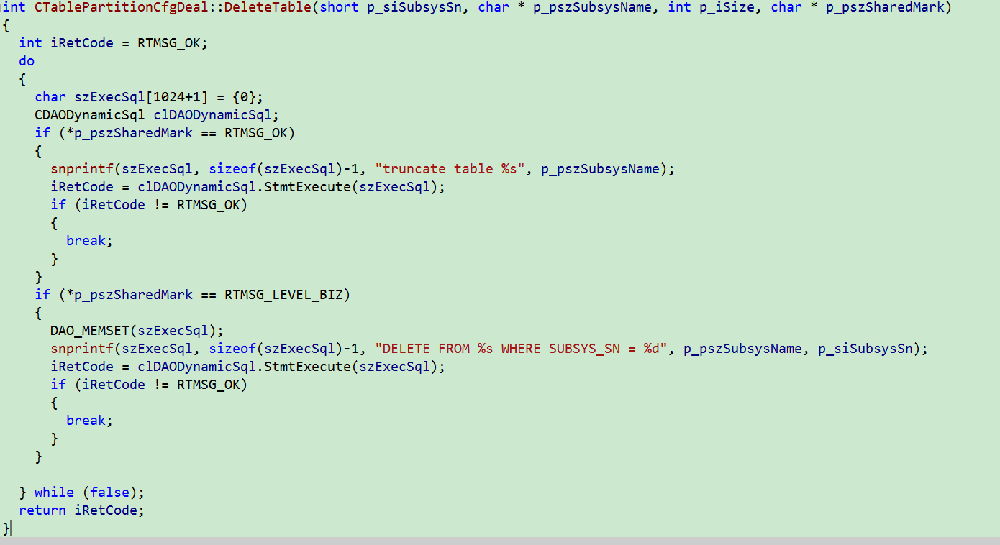 int CTablePartitionCfgDeal::DeleteTable(short p_siSubsysSn, char * p_pszSubsysName, int p_iSize, char * p_pszSharedMark)
{
  int iRetCode = RTMSG_OK;
  do
  {
    char szExecSql[1024+1] = {0};
    CDAODynamicSql clDAODynamicSql;
    if (*p_pszSharedMark == RTMSG_OK)
    {
      snprintf(szExecSql, sizeof(szExecSql)-1, "truncate table %s", p_pszSubsysName);
      iRetCode = clDAODynamicSql.StmtExecute(szExecSql);
      if (iRetCode != RTMSG_OK)
      {
        break;
      }
    }
    if (*p_pszSharedMark == RTMSG_LEVEL_BIZ)
    {
      DAO_MEMSET(szExecSql);
      snprintf(szExecSql, sizeof(szExecSql)-1, "DELETE FROM %s WHERE SUBSYS_SN = %d", p_pszSubsysName, p_siSubsysSn);
      iRetCode = clDAODynamicSql.StmtExecute(szExecSql);
      if (iRetCode != RTMSG_OK)
      {
        break;
      }
    }

  } while (false);
  return iRetCode;
}